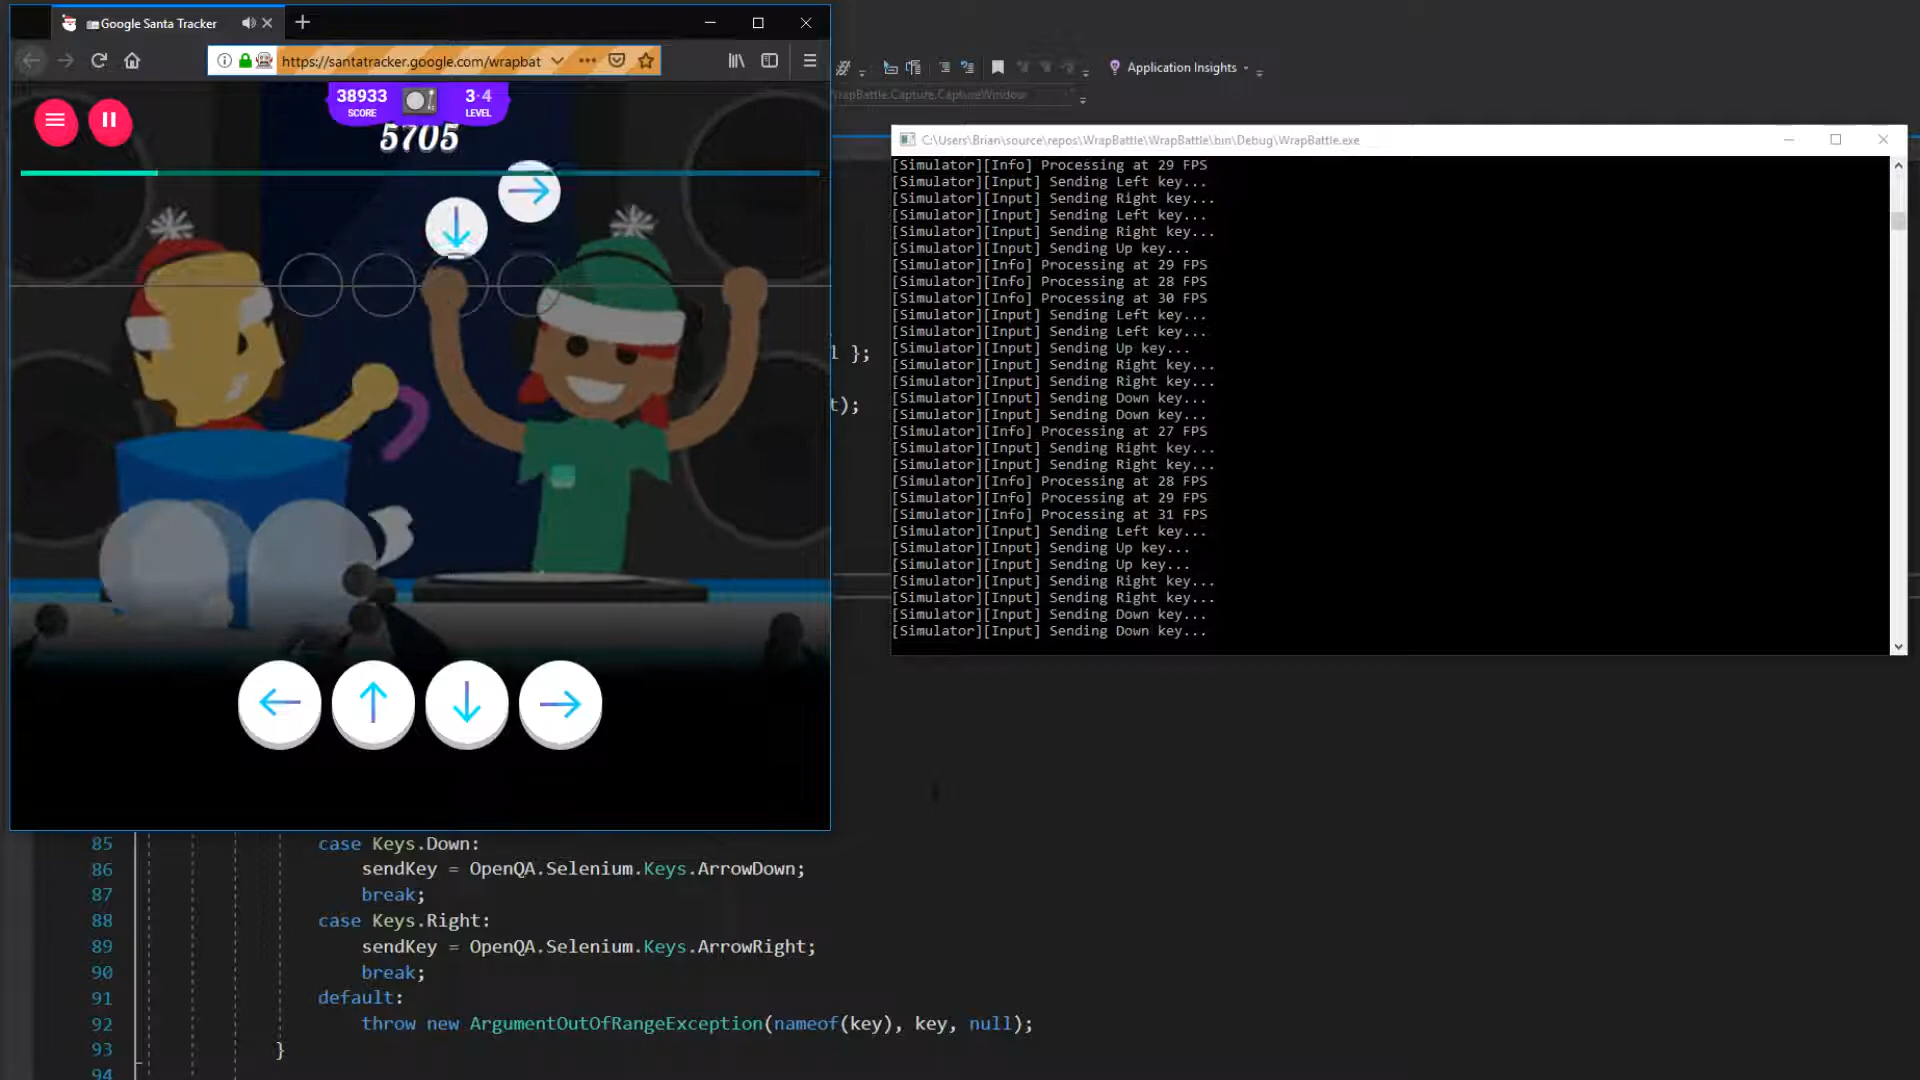 Google Santa Tracker
https://santatracker.google.com/wrapbat
38933
SCORE
3·4
LEVEL
5705
Application Insights
WrapBattle.Capture.CaptureWindow
C:\Users\Brian\source\repos\WrapBattle\WrapBattle\bin\Debug\WrapBattle.exe
[Simulator][Info] Processing at 29 FPS
[Simulator][Input] Sending Left key...
[Simulator][Input] Sending Right key...
[Simulator][Input] Sending Left key...
[Simulator][Input] Sending Right key...
[Simulator][Input] Sending Up key...
[Simulator][Info] Processing at 29 FPS
[Simulator][Info] Processing at 28 FPS
[Simulator][Info] Processing at 30 FPS
[Simulator][Input] Sending Left key...
[Simulator][Input] Sending Left key...
[Simulator][Input] Sending Up key...
[Simulator][Input] Sending Right key...
[Simulator][Input] Sending Right key...
[Simulator][Input] Sending Down key...
[Simulator][Input] Sending Down key...
[Simulator][Info] Processing at 27 FPS
[Simulator][Input] Sending Right key...
[Simulator][Input] Sending Right key...
[Simulator][Info] Processing at 28 FPS
[Simulator][Info] Processing at 29 FPS
[Simulator][Info] Processing at 31 FPS
[Simulator][Input] Sending Left key...
[Simulator][Input] Sending Up key...
[Simulator][Input] Sending Up key...
[Simulator][Input] Sending Right key...
[Simulator][Input] Sending Right key...
[Simulator][Input] Sending Down key...
[Simulator][Input] Sending Down key...
};
t);
85 case Keys.Down:
86 sendKey = OpenQA.Selenium.Keys.ArrowDown;
87 break;
88 case Keys.Right:
89 sendKey = OpenQA.Selenium.Keys.ArrowRight;
90 break;
91 default:
92 throw new ArgumentOutOfRangeException(nameof(key), key, null);
93 }
94